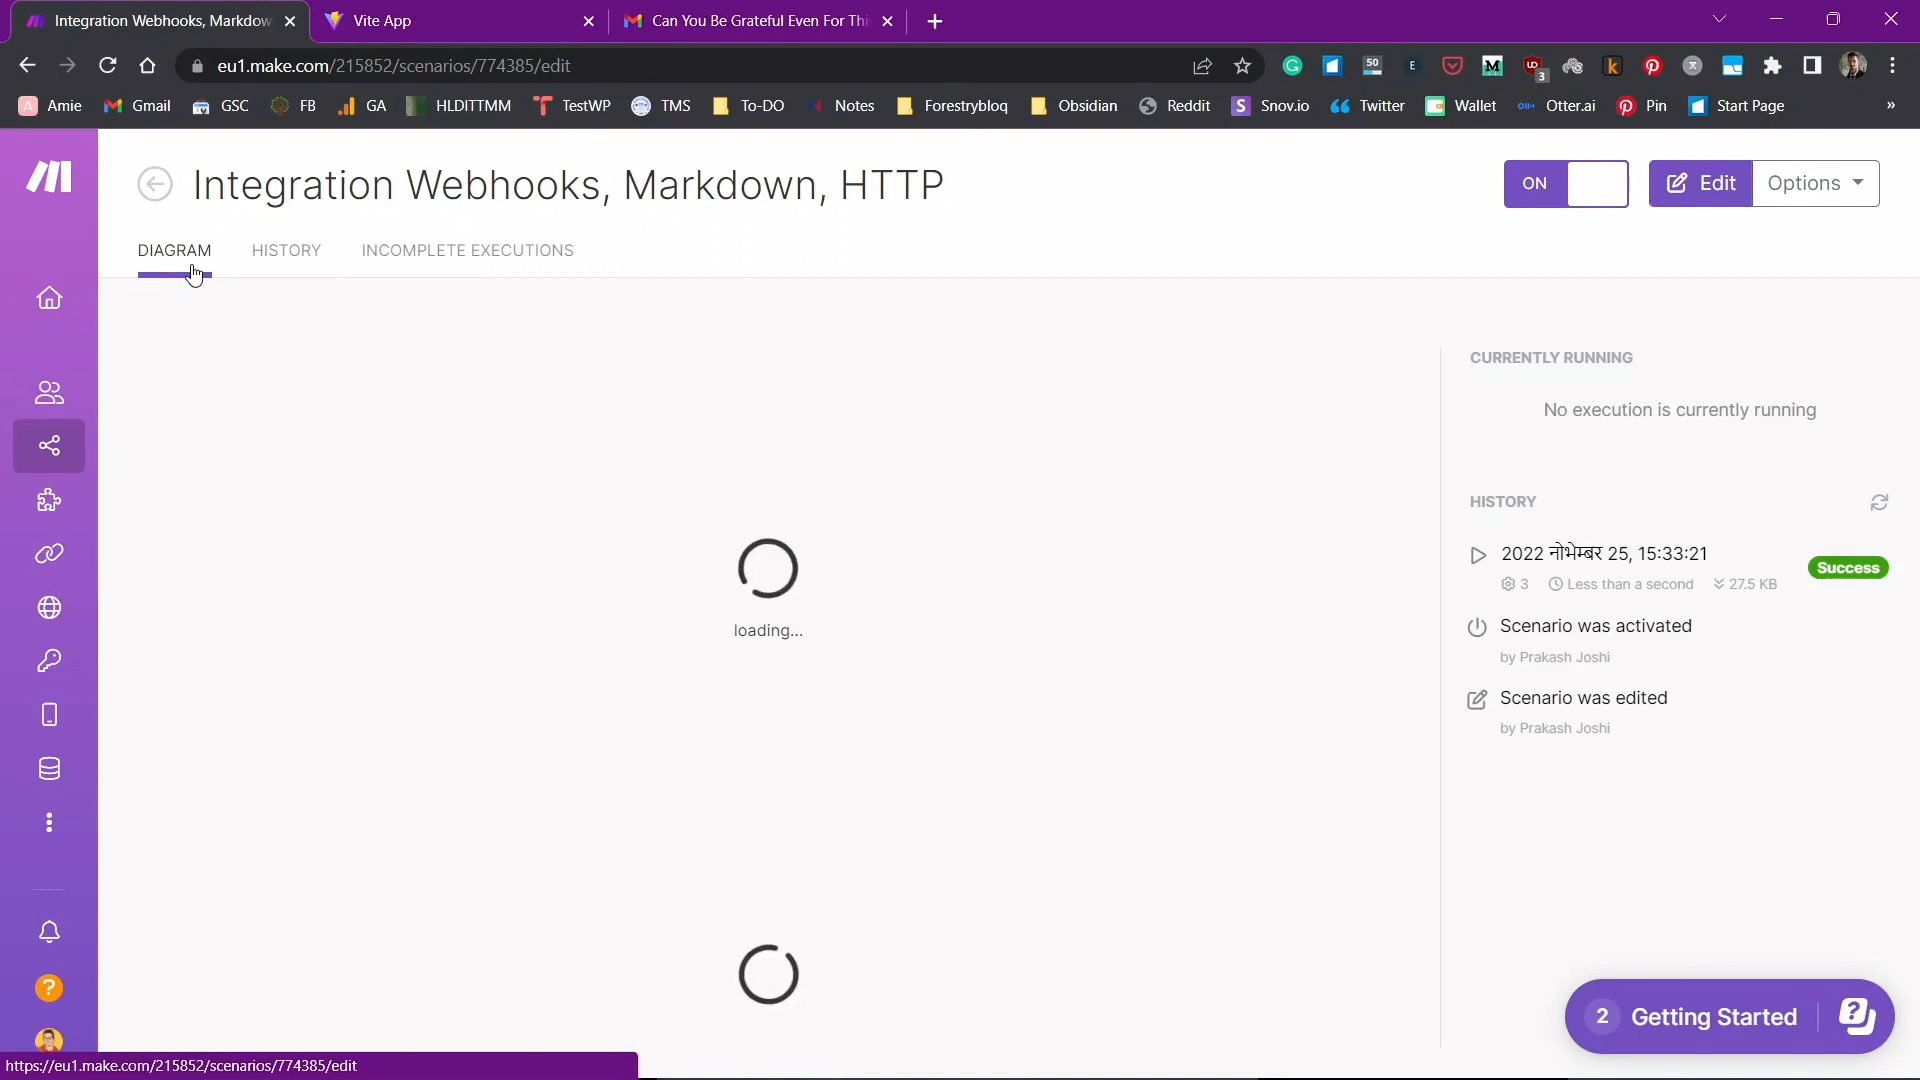 Integration Webhooks, Markdow
Vite App
Can You Be Grateful Even For Thi
eu1.make.com/215852/scenarios/774385/edit
50
E
3
Amie
Gmail
GSC
FB
GA
HLDITTMM
TestWP
TMS
To-DO
Notes
Forestrybloq
Obsidian
Reddit
Snov.io
Twitter
Wallet
Otter.ai
Pin
Start Page
»
Integration Webhooks, Markdown, HTTP
ON
Edit
Options
DIAGRAM
HISTORY
INCOMPLETE EXECUTIONS
loading...
CURRENTLY RUNNING
No execution is currently running
HISTORY
2022 नोभेम्बर 25, 15:33:21
3 Less than a second 27.5 KB
Success
Scenario was activated
by Prakash Joshi
Scenario was edited
by Prakash Joshi
2 Getting Started
https://eu1.make.com/215852/scenarios/774385/edit